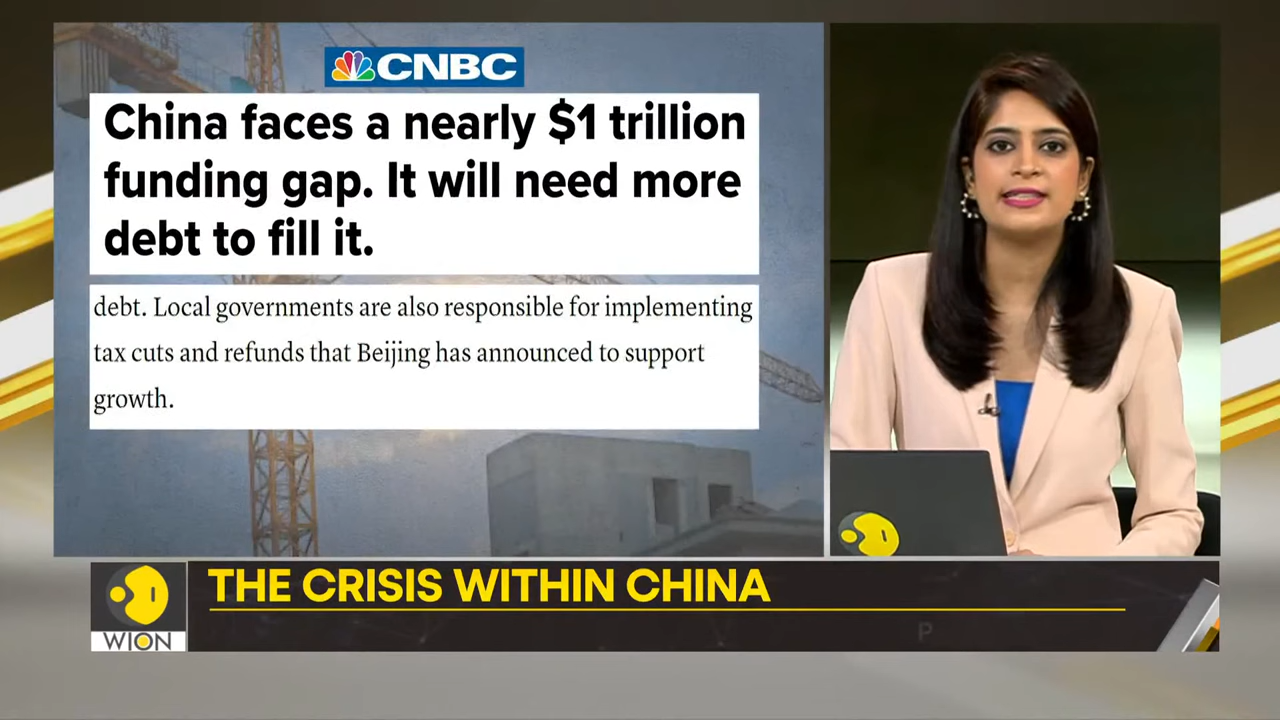 CNBC
China faces a nearly $1 trillion
funding gap. It will need more
debt to fill it.
debt. Local governments are also responsible for implementing
tax cuts and refunds that Beijing has announced to support
growth.
THE CRISIS WITHIN CHINA
P
WION